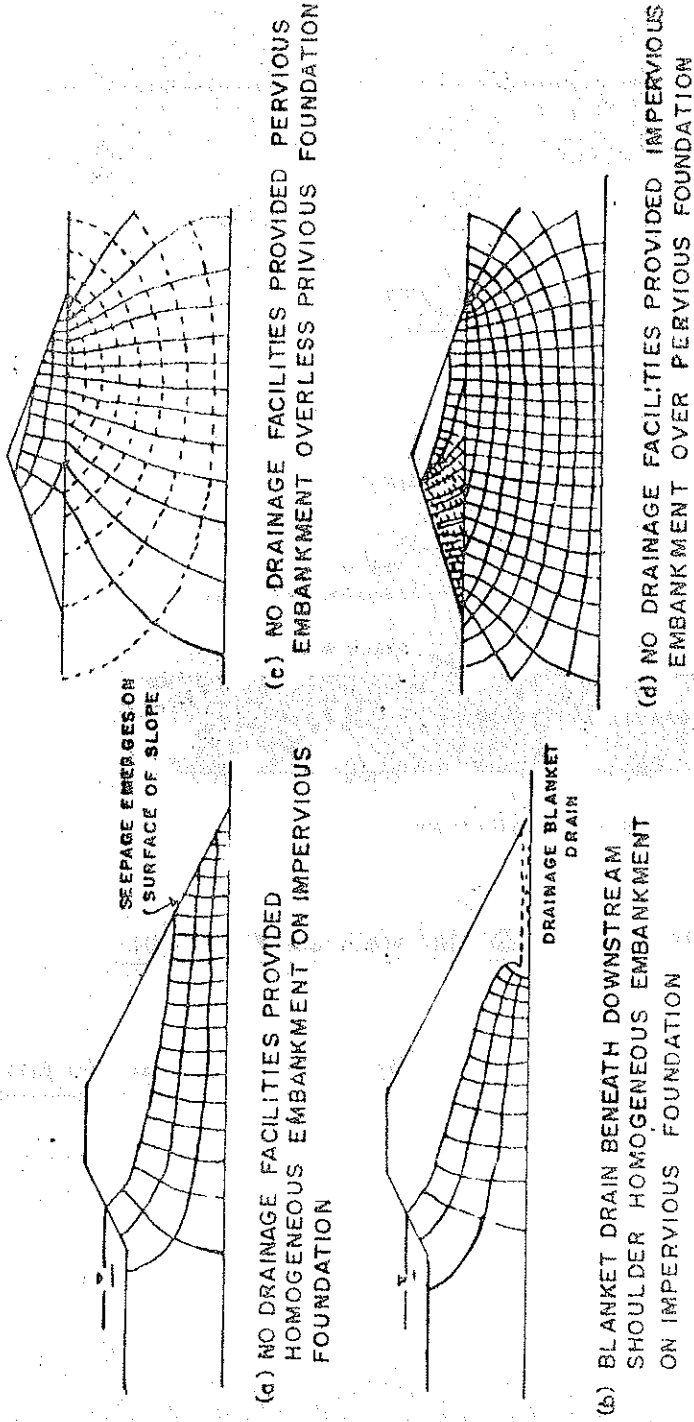 SEEPAGE EMERGES ON
SURFACE OF SLOPE
(a) NO DRAINAGE FACILITIES PROVIDED
HOMOGENEOUS EMBANKMENT ON IMPERVIOUS
FOUNDATION
DRAINAGE BLANKET
DRAIN
(b) BLANKET DRAIN BENEATH DOWNSTREAM
SHOULDER HOMOGENEOUS EMBANKMENT
ON IMPERVIOUS FOUNDATION
(c) NO DRAINAGE FACILITIES PROVIDED PERVIOUS
EMBANKMENT OVERLESS PRIVIOUS FOUNDATION
(d) NO DRAINAGE FACILITIES PROVIDED IMPERVIOUS
EMBANKMENT OVER PERVIOUS FOUNDATION